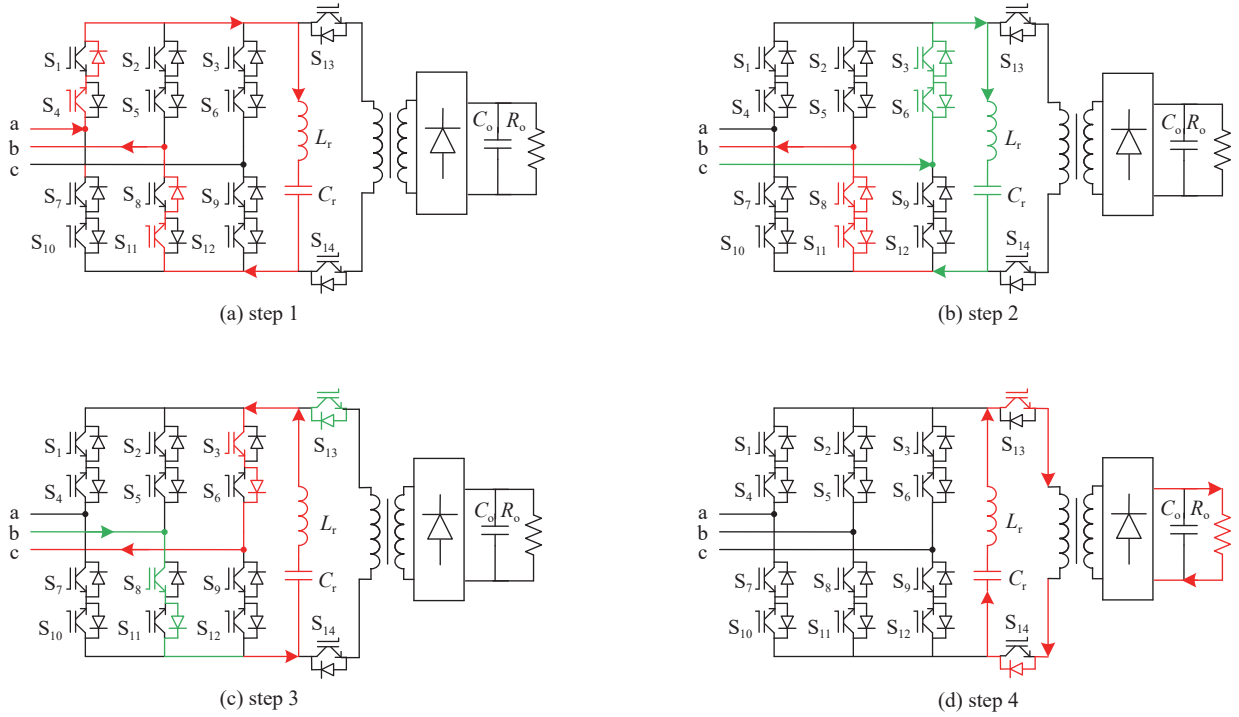 S1 S2 S3 S13
S4 S5 S6
a
b
c
Lr Cr
S7 S8 S9
S10 S11 S12 S14
Co Ro
(a) step 1
S1 S2 S3 S13
S4 S5 S6
a
b
c
Lr Cr
S7 S8 S9
S10 S11 S12 S14
Co Ro
(b) step 2
S1 S2 S3 S13
S4 S5 S6
a
b
c
Lr Cr
S7 S8 S9
S10 S11 S12 S14
Co Ro
(c) step 3
S1 S2 S3 S13
S4 S5 S6
a
b
c
Lr Cr
S7 S8 S9
S10 S11 S12 S14
Co Ro
(d) step 4